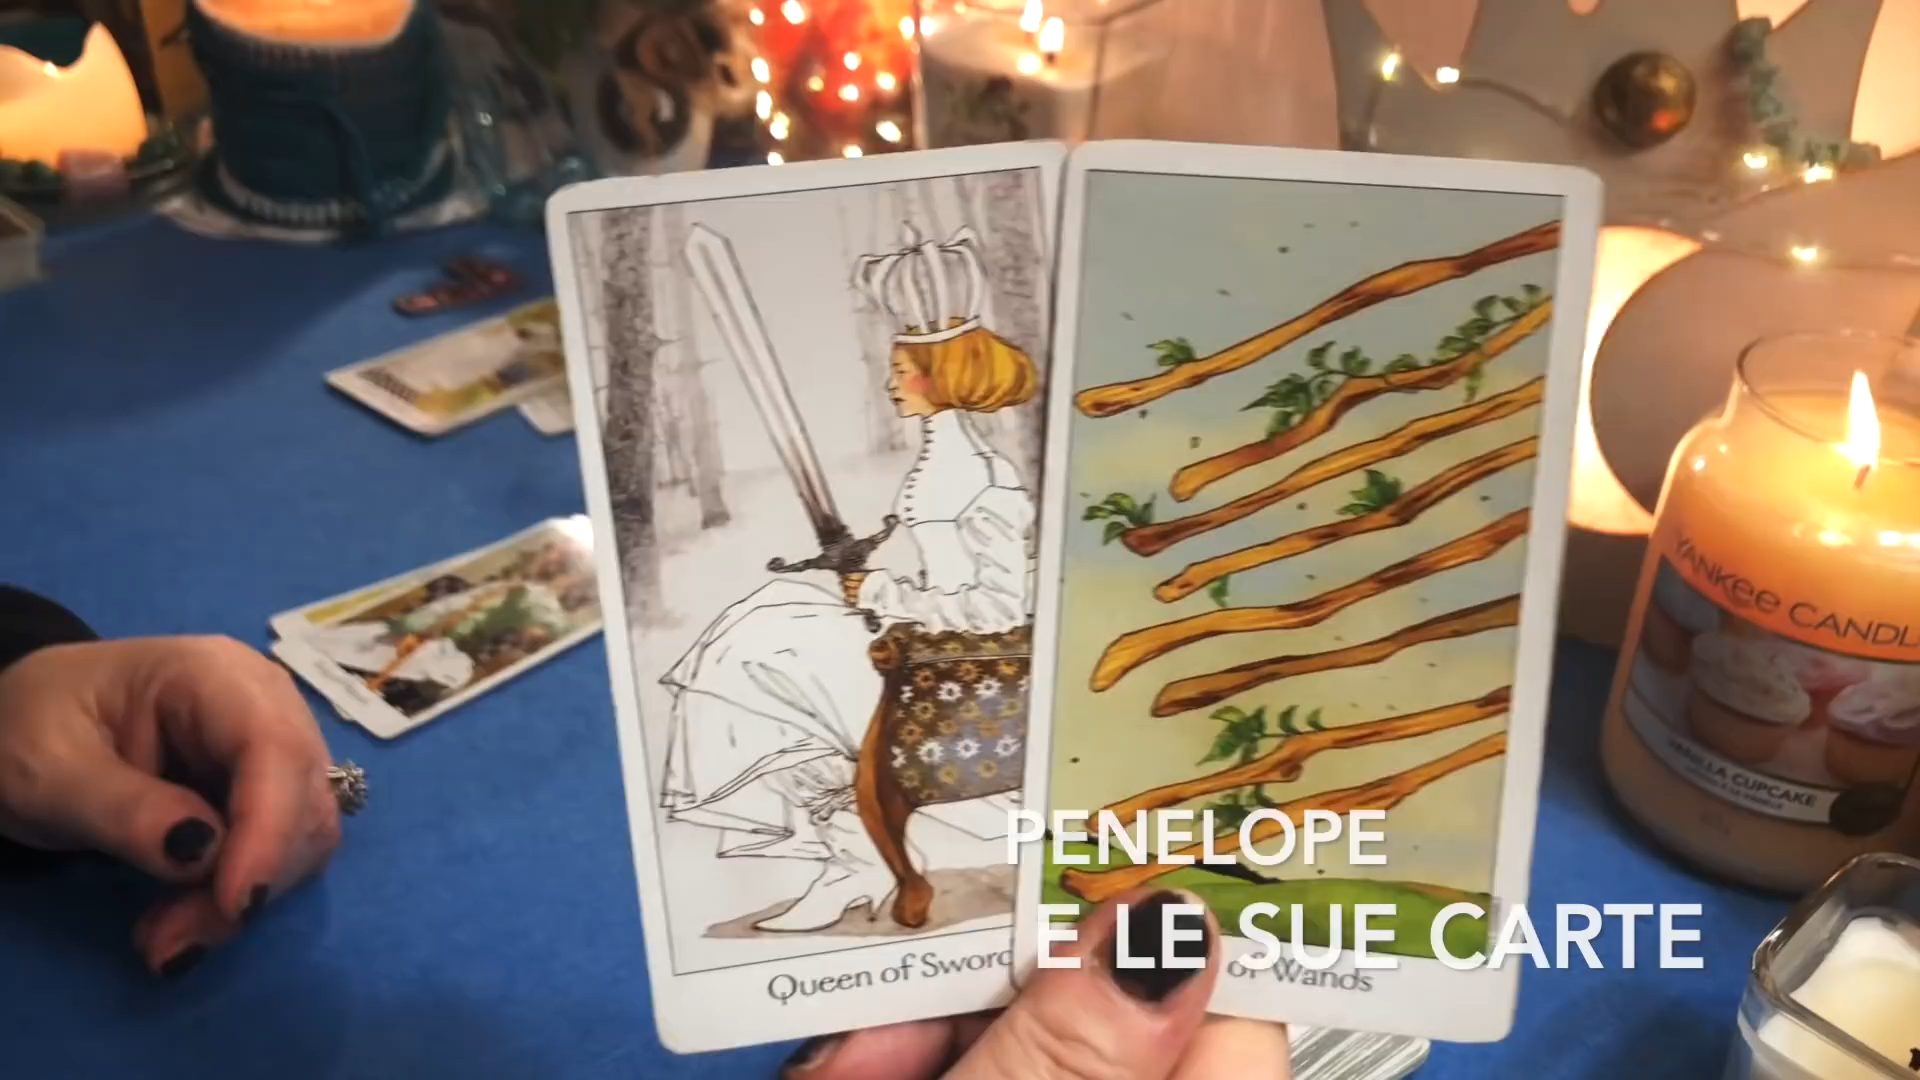 YANKEE CANDL
VANILLA CUPCAKE
PENELOPE
E LE SUE CARTE
Queen of Sword
of Wands